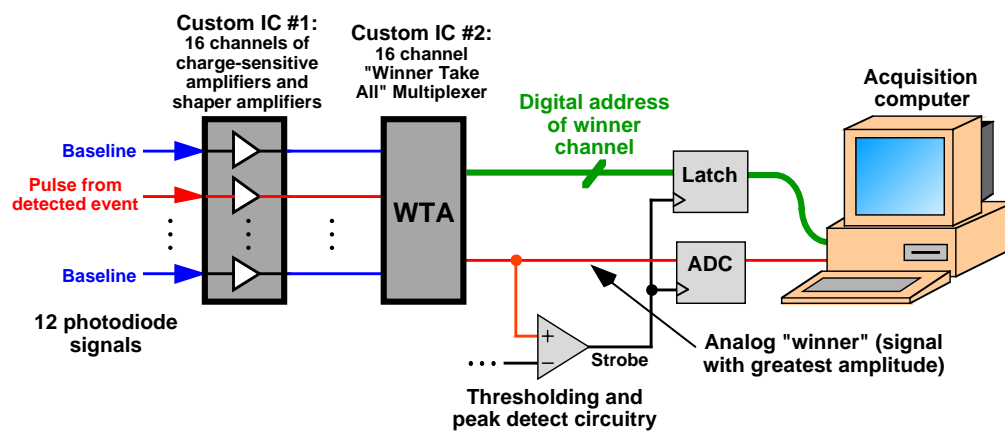 Custom IC #1:
16 channels of
charge-sensitive
amplifiers and
shaper amplifiers
Custom IC #2:
16 channel
"Winner Take
All" Multiplexer
Digital address
of winner
channel
Acquisition
computer
Baseline
Pulse from
detected event
Baseline
12 photodiode
signals
WTA
Latch
ADC
+
−
Strobe
Thresholding and
peak detect circuitry
Analog "winner" (signal
with greatest amplitude)